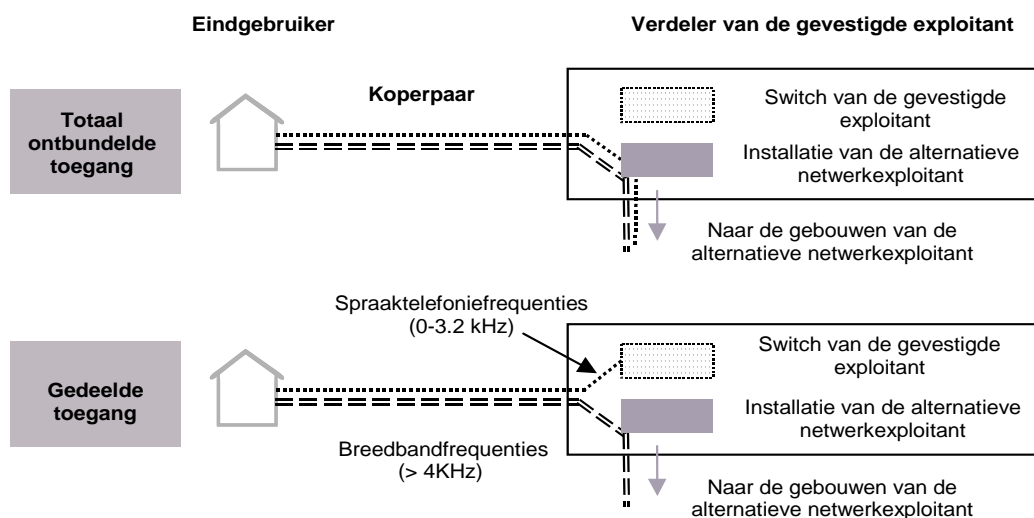 Eindgebruiker
Verdeler van de gevestigde exploitant
Koperpaar
Totaal
ontbundelde
toegang
Switch van de gevestigde
exploitant
Installatie van de alternatieve
netwerkexploitant
Naar de gebouwen van de
alternatieve netwerkexploitant
Spraaktelefoniefrequenties
(0-3.2 kHz)
Gedeelde
toegang
Switch van de gevestigde
exploitant
Installatie van de alternatieve
netwerkexploitant
Breedbandfrequenties
(> 4KHz)
Naar de gebouwen van de
alternatieve netwerkexploitant